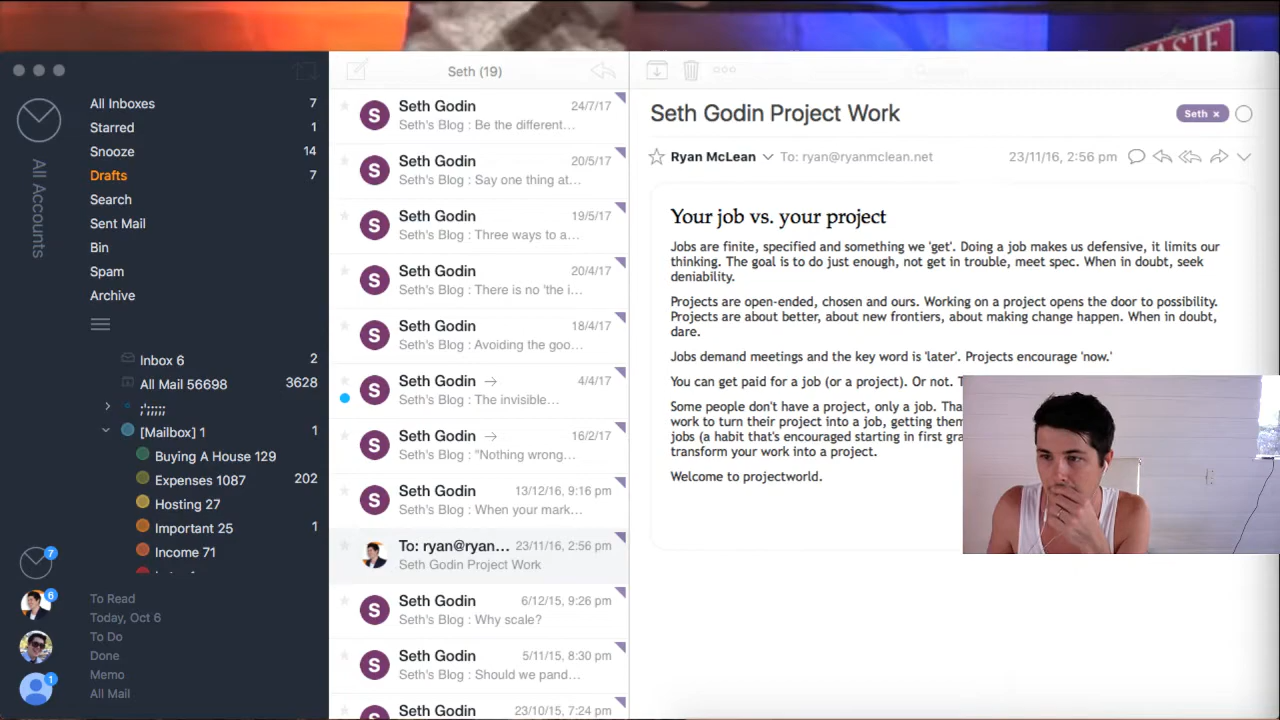 WASTE
Seth (19)
All Accounts
All Inboxes 7
Starred 1
Snooze 14
Drafts 7
Search
Sent Mail
Bin
Spam
Archive
Inbox 6 2
All Mail 56698 3628
;';;;;;
[Mailbox] 1 1
Buying A House 129
Expenses 1087 202
Hosting 27
Important 25 1
Income 71
7
6
1
To Read
Today, Oct 6
To Do
Done
Memo
All Mail
S Seth Godin 24/7/17
Seth's Blog : Be the different…
S Seth Godin 20/5/17
Seth's Blog : Say one thing at…
S Seth Godin 19/5/17
Seth's Blog : Three ways to a…
S Seth Godin 20/4/17
Seth's Blog : There is no 'the i…
S Seth Godin 18/4/17
Seth's Blog : Avoiding the goo…
S Seth Godin → 4/4/17
Seth's Blog : The invisible…
S Seth Godin → 16/2/17
Seth's Blog : "Nothing wrong…
S Seth Godin 13/12/16, 9:16 pm
Seth's Blog : When your mark…
To: ryan@ryan… 23/11/16, 2:56 pm
Seth Godin Project Work
S Seth Godin 6/12/15, 9:26 pm
Seth's Blog : Why scale?
S Seth Godin 5/11/15, 8:30 pm
Seth's Blog : Should we pand…
S Seth Godin 23/10/15, 7:24 pm
Seth Godin Project Work
Seth ×
Ryan McLean To: ryan@ryanmclean.net 23/11/16, 2:56 pm
Your job vs. your project
Jobs are finite, specified and something we 'get'. Doing a job makes us defensive, it limits our
thinking. The goal is to do just enough, not get in trouble, meet spec. When in doubt, seek
deniability.
Projects are open-ended, chosen and ours. Working on a project opens the door to possibility.
Projects are about better, about new frontiers, about making change happen. When in doubt,
dare.
Jobs demand meetings and the key word is 'later'. Projects encourage 'now.'
You can get paid for a job (or a project). Or not.
Some people don't have a project, only a job.
work to turn their project into a job, getting
jobs (a habit that's encouraged starting in first
transform your work into a project.
Welcome to projectworld.